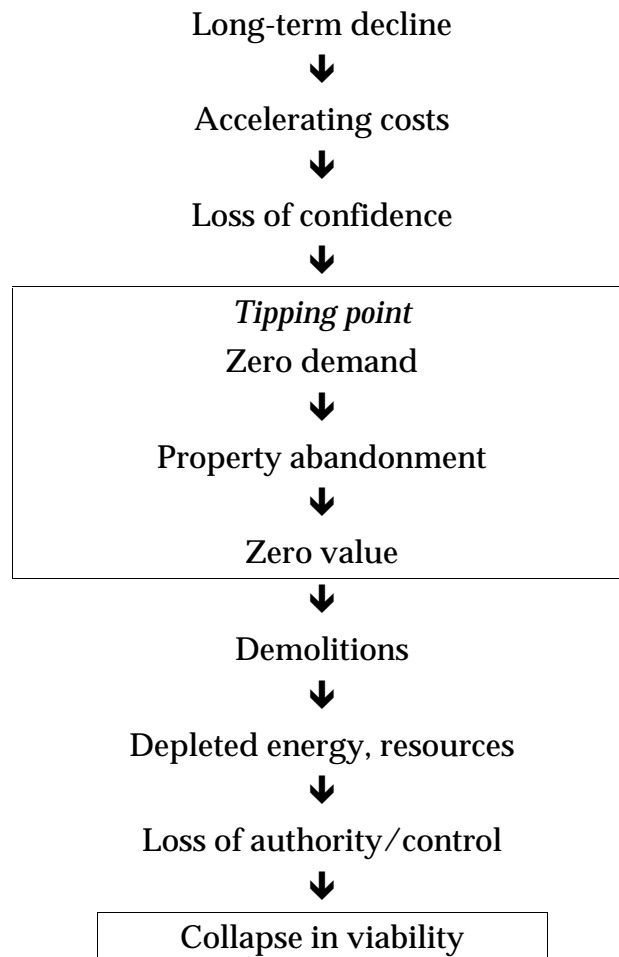 Long-term decline
Accelerating costs
Loss of confidence
Tipping point
Zero demand
Property abandonment
Zero value
Demolitions
Depleted energy, resources
Loss of authority/control
Collapse in viability